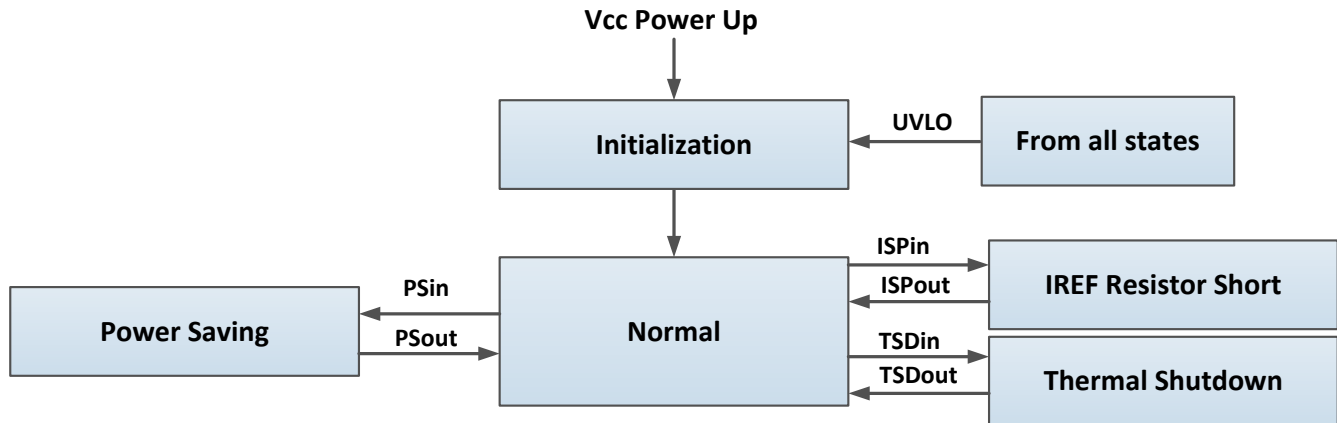 Vcc Power Up
Initialization
UVLO
From all states
Power Saving
PSin
PSout
Normal
ISPin
ISPout
IREF Resistor Short
TSDin
TSDout
Thermal Shutdown